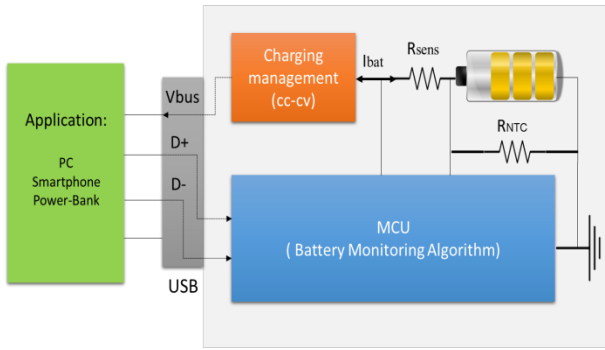 Application:
PC
Smartphone
Power-Bank
Vbus
D+
D-
USB
Charging
management
(cc-cv)
Ibat
Rsens
RNTC
MCU
( Battery Monitoring Algorithm)